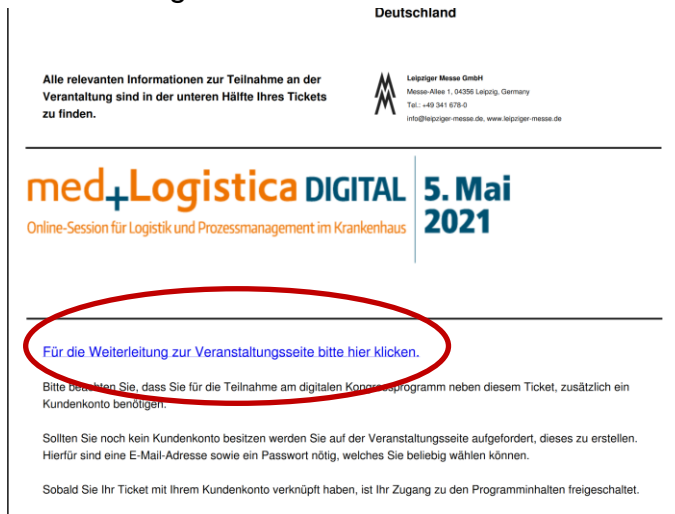 Deutschland
Alle relevanten Informationen zur Teilnahme an der
Verantaltung sind in der unteren Hälfte Ihres Tickets
zu finden.
Leipziger Messe GmbH
Messe-Allee 1, 04356 Leipzig, Germany
Tel.: +49 341 678-0
info@leipziger-messe.de, www.leipziger-messe.de
med+Logistica DIGITAL
Online-Session für Logistik und Prozessmanagement im Krankenhaus
5. Mai
2021
Für die Weiterleitung zur Veranstaltungsseite bitte hier klicken.
Bitte beachten Sie, dass Sie für die Teilnahme am digitalen Kongressprogramm neben diesem Ticket, zusätzlich ein
Kundenkonto benötigen.
Sollten Sie noch kein Kundenkonto besitzen werden Sie auf der Veranstaltungsseite aufgefordert, dieses zu erstellen.
Hierfür sind eine E-Mail-Adresse sowie ein Passwort nötig, welches Sie beliebig wählen können.
Sobald Sie Ihr Ticket mit Ihrem Kundenkonto verknüpft haben, ist Ihr Zugang zu den Programminhalten freigeschaltet.